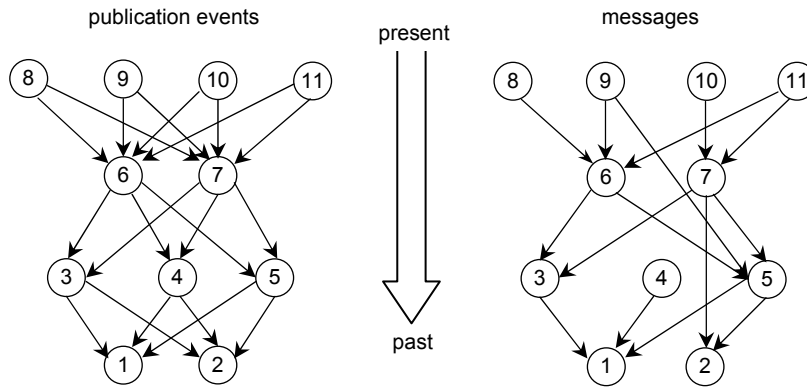 publication events
present
messages
8 9 10 11
8 9 10 11
6 7
6 7
3 4 5
3 4 5
past
1 2
1 2